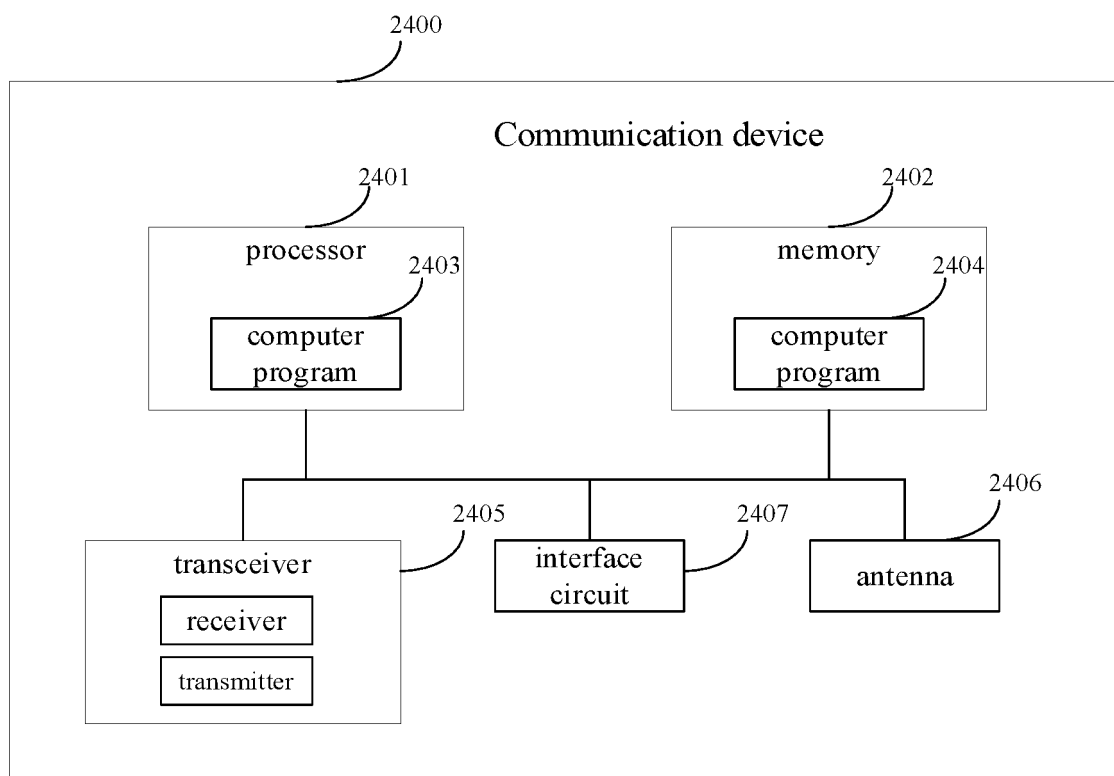 2400
Communication device
2401
2402
processor
memory
2403
2404
computer
program
computer
program
2405
2407
2406
transceiver
interface
circuit
antenna
receiver
transmitter